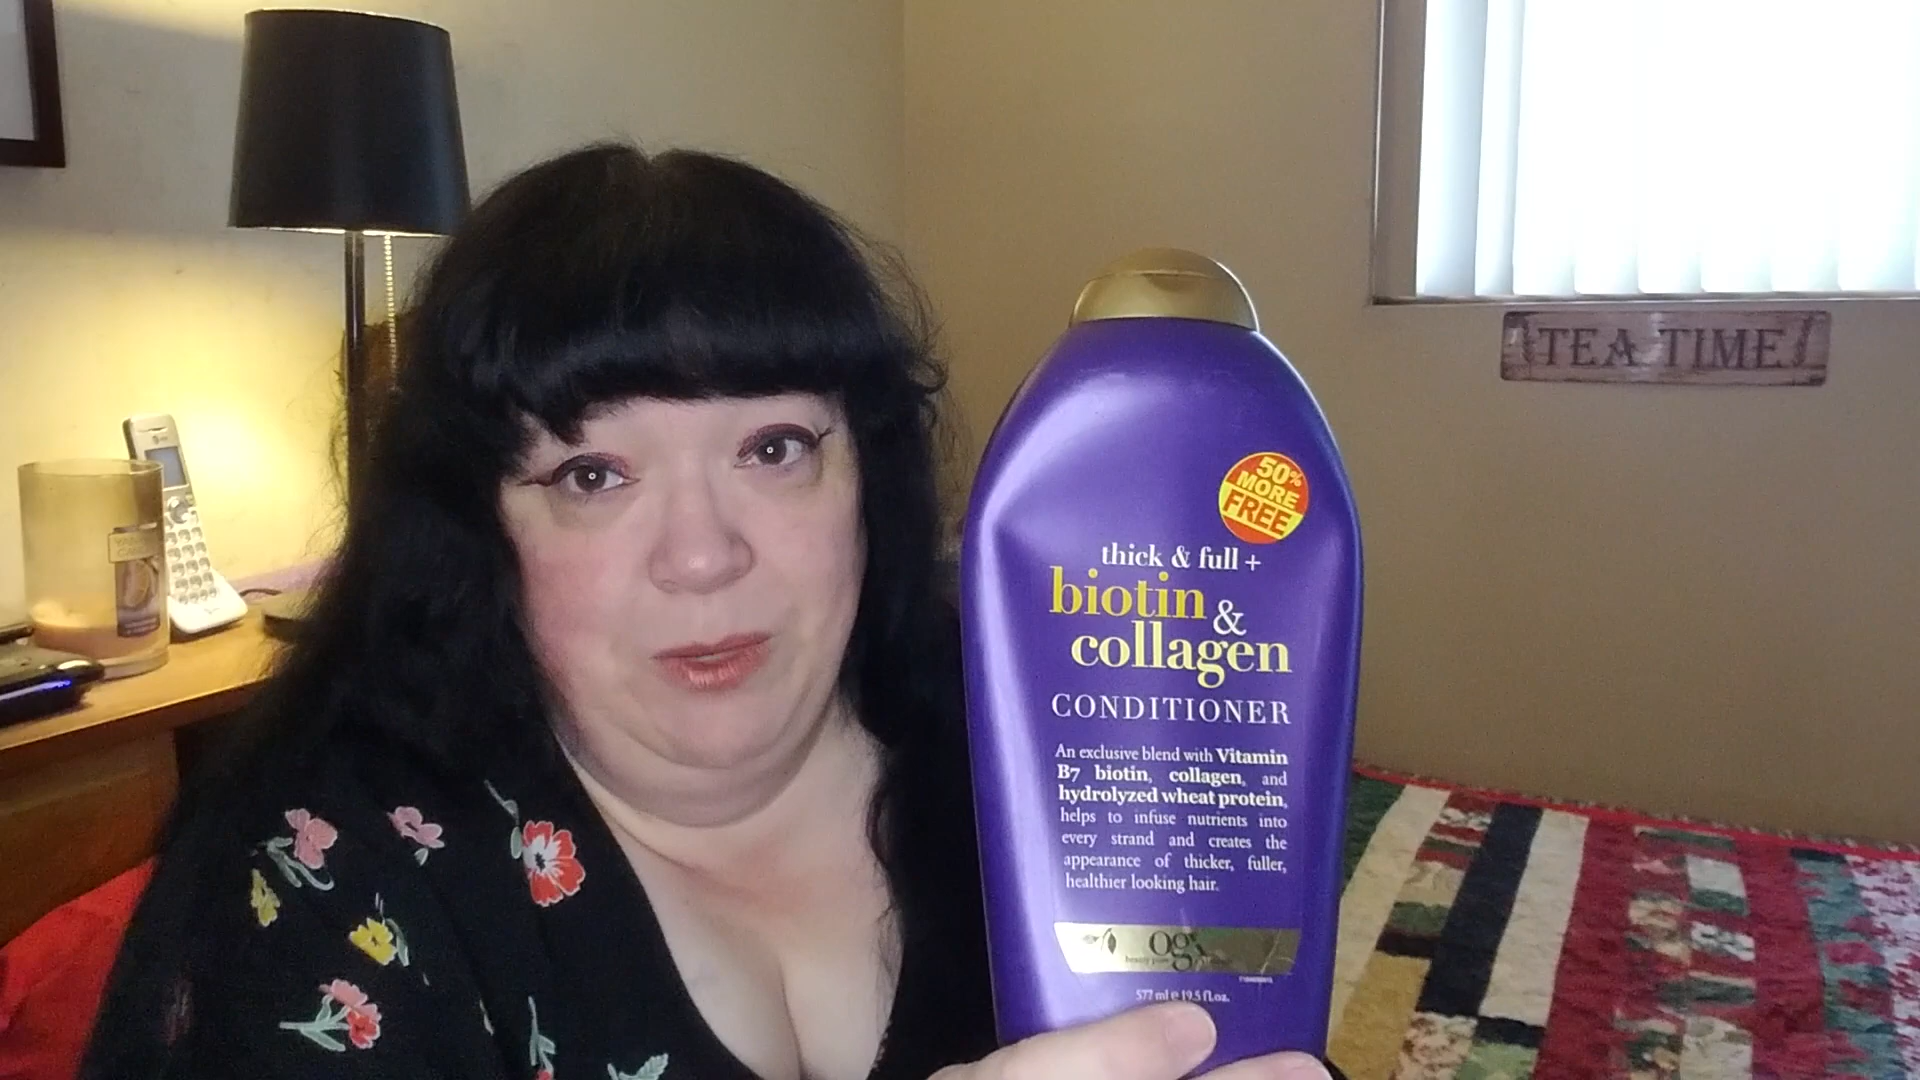 TEA TIME
50%
MORE
FREE
thick & full +
biotin &
collagen
CONDITIONER
An exclusive blend with Vitamin
B7 biotin, collagen, and
hydrolyzed wheat protein,
helps to infuse nutrients into
every strand and creates the
appearance of thicker, fuller,
healthier looking hair.
ogx
577 ml e 19.5 fl.oz.